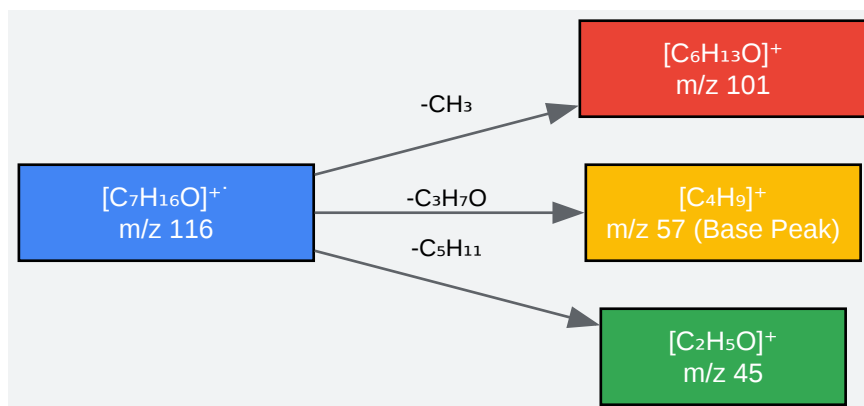 [C₇H₁₆O]⁺˙
m/z 116
-CH₃
-C₃H₇O
-C₅H₁₁
[C₆H₁₃O]⁺
m/z 101
[C₄H₉]⁺
m/z 57 (Base Peak)
[C₂H₅O]⁺
m/z 45